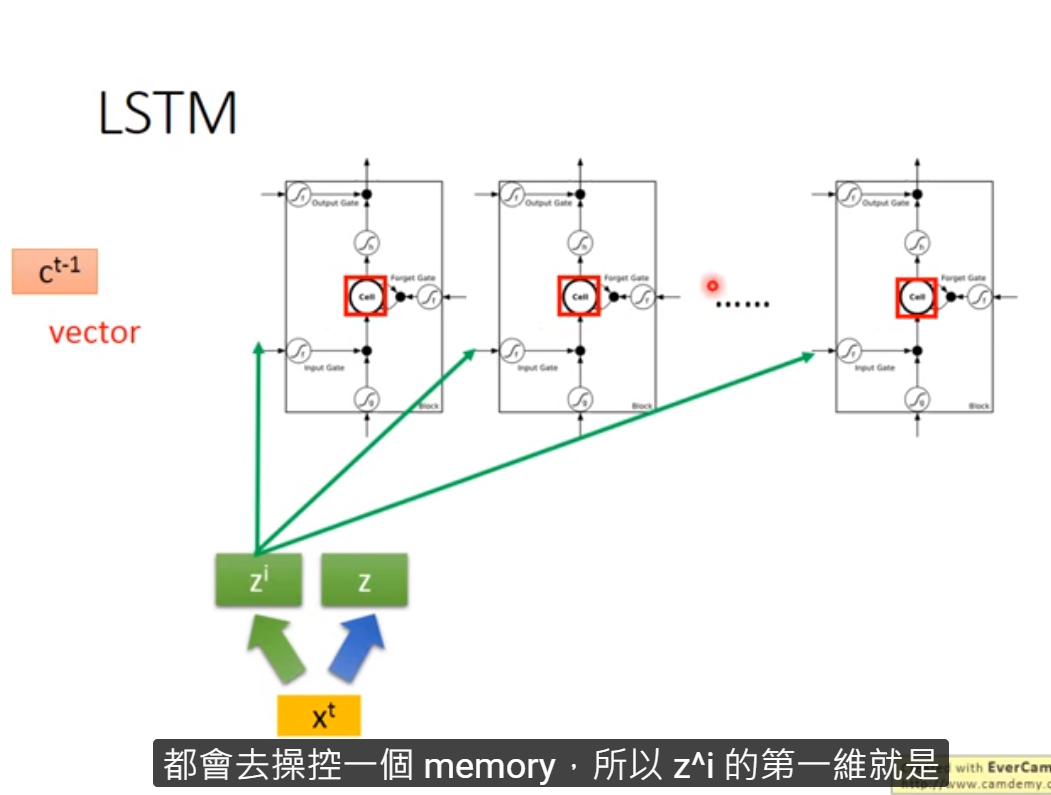 LSTM
Output Gate
Output Gate
Output Gate
c^t-1
Forget Gate
Forget Gate
Forget Gate
Cell
Cell
Cell
......
vector
Input Gate
Input Gate
Input Gate
Block
Block
Block
z^i
z
x^t
都會去操控一個 memory，所以 z^i 的第一維就是
d with EverCam
http://www.camdemy.c